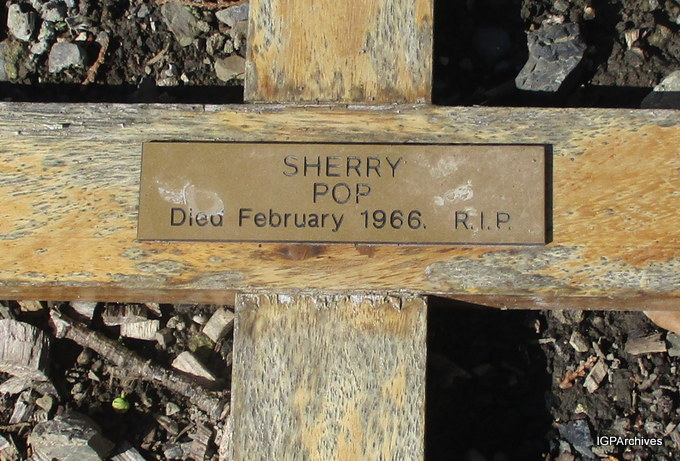 SHERRY
POP
Died February 1966. R.I.P.
IGPArchives